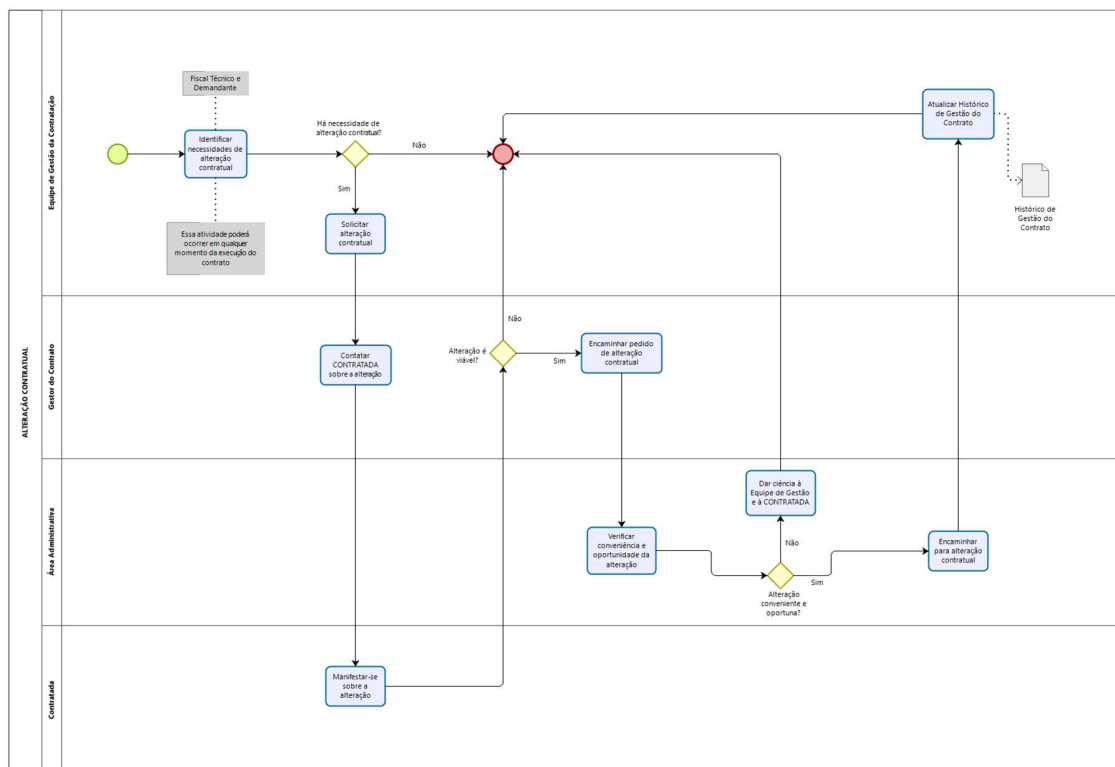 ALTERAÇÃO CONTRATUAL
Equipe de Gestão da Contratação
Fiscal Técnico e
Demandante
Identificar
necessidades de
alteração
contratual
Essa atividade poderá
ocorrer em qualquer
momento da execução do
contrato
Há necessidade de
alteração contratual?
Não
Sim
Solicitar
alteração
contratual
Atualizar Histórico
de Gestão do
Contrato
Histórico de
Gestão do
Contrato
Gestor do Contrato
Contatar
CONTRATADA
sobre a alteração
Alteração é
viável?
Não
Sim
Encaminhar pedido
de alteração
contratual
Área Administrativa
Verificar
conveniência e
oportunidade da
alteração
Dar ciência à
Equipe de Gestão
e à CONTRATADA
Não
Alteração
conveniente e
oportuna?
Sim
Encaminhar
para alteração
contratual
Contratada
Manifestar-se
sobre a
alteração